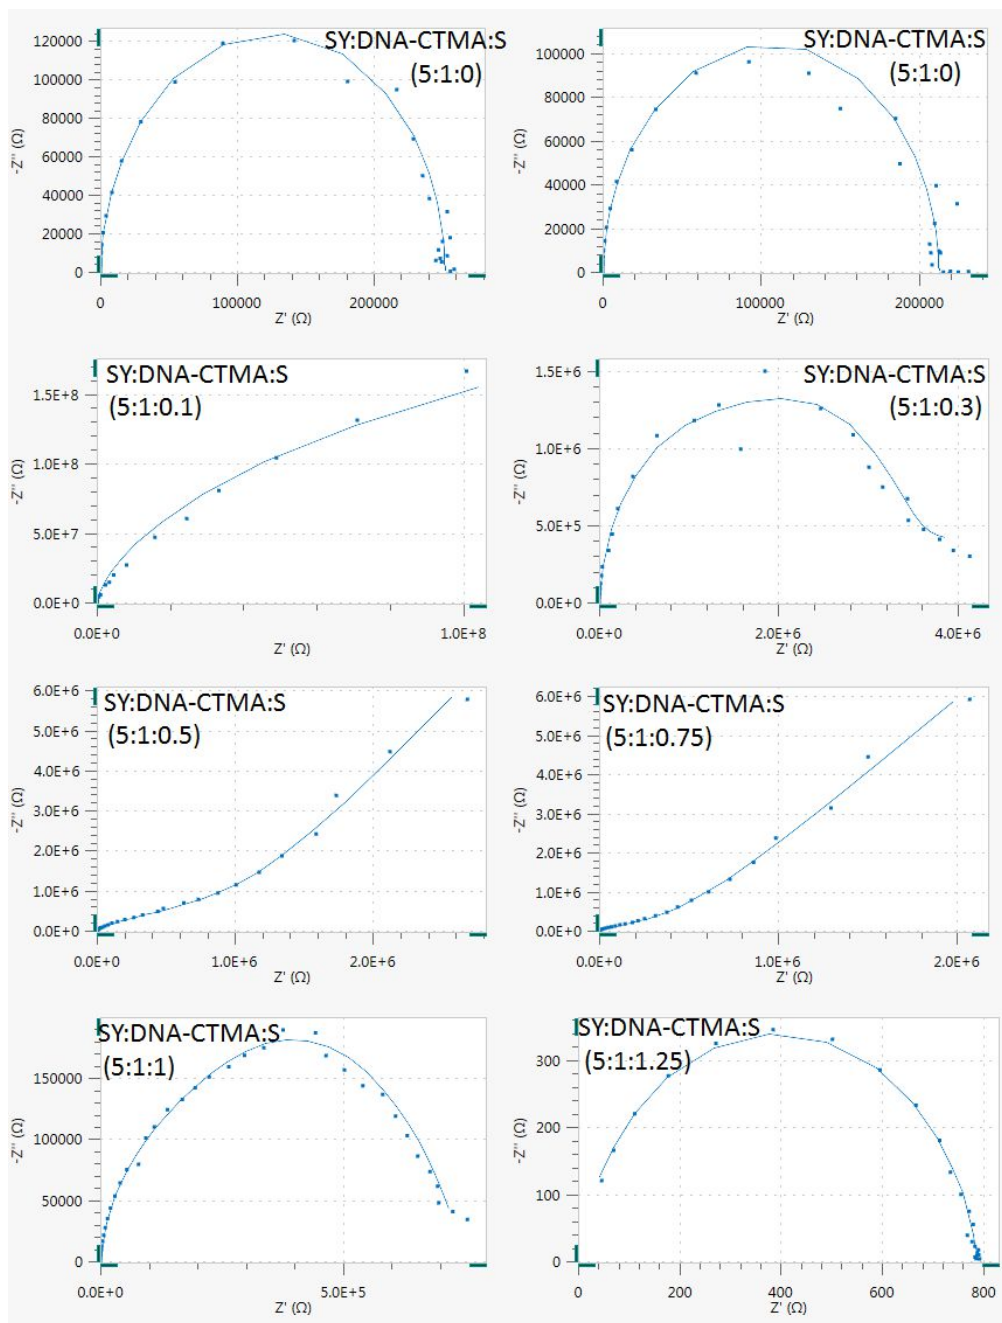 SY:DNA-CTMA:S
(5:1:0)
120000
100000
80000
60000
40000
20000
0
-Z'' (Ω)
0
100000
200000
Z' (Ω)
SY:DNA-CTMA:S
(5:1:0)
100000
80000
60000
40000
20000
0
-Z'' (Ω)
0
100000
200000
Z' (Ω)
SY:DNA-CTMA:S
(5:1:0.1)
1.5E+8
1.0E+8
5.0E+7
0.0E+0
-Z'' (Ω)
0.0E+0
1.0E+8
Z' (Ω)
SY:DNA-CTMA:S
(5:1:0.3)
1.5E+6
1.0E+6
5.0E+5
0.0E+0
-Z'' (Ω)
0.0E+0
2.0E+6
4.0E+6
Z' (Ω)
SY:DNA-CTMA:S
(5:1:0.5)
6.0E+6
5.0E+6
4.0E+6
3.0E+6
2.0E+6
1.0E+6
0.0E+0
-Z'' (Ω)
0.0E+0
1.0E+6
2.0E+6
Z' (Ω)
SY:DNA-CTMA:S
(5:1:0.75)
6.0E+6
5.0E+6
4.0E+6
3.0E+6
2.0E+6
1.0E+6
0.0E+0
-Z'' (Ω)
0.0E+0
1.0E+6
2.0E+6
Z' (Ω)
SY:DNA-CTMA:S
(5:1:1)
150000
100000
50000
0
-Z'' (Ω)
0.0E+0
5.0E+5
Z' (Ω)
SY:DNA-CTMA:S
(5:1:1.25)
300
200
100
0
-Z'' (Ω)
0
200
400
600
800
Z' (Ω)